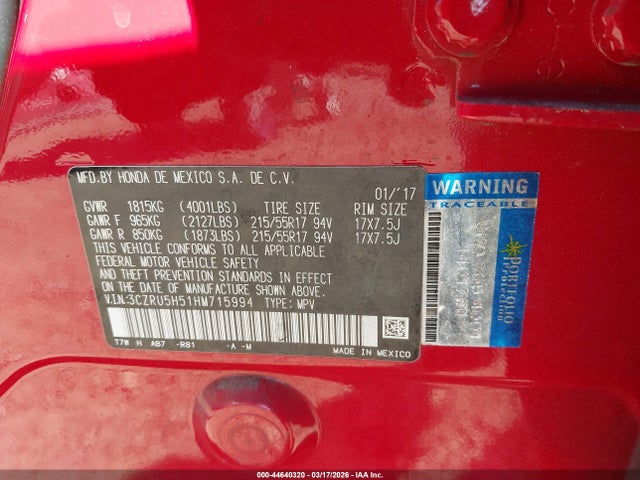 MFD.BY HONDA DE MEXICO S.A. DE C.V.
01/'17
GVWR 1815KG (4001LBS) TIRE SIZE RIM SIZE
GAWR F 965KG (2127LBS) 215/55R17 94V 17X7.5J
GAWR R 850KG (1873LBS) 215/55R17 94V 17X7.5J
THIS VEHICLE CONFORMS TO ALL APPLICABLE
FEDERAL MOTOR VEHICLE SAFETY
AND THEFT PREVENTION STANDARDS IN EFFECT
ON THE DATE OF MANUFACTURE SHOWN ABOVE.
V.I.N:3CZRU5H51HM715994 TYPE: MPV
MADE IN MEXICO
WARNING
TRACEABLE
PORTFOLIO
Protection
000-44640320 - 03/17/2026 - IAA, Inc.